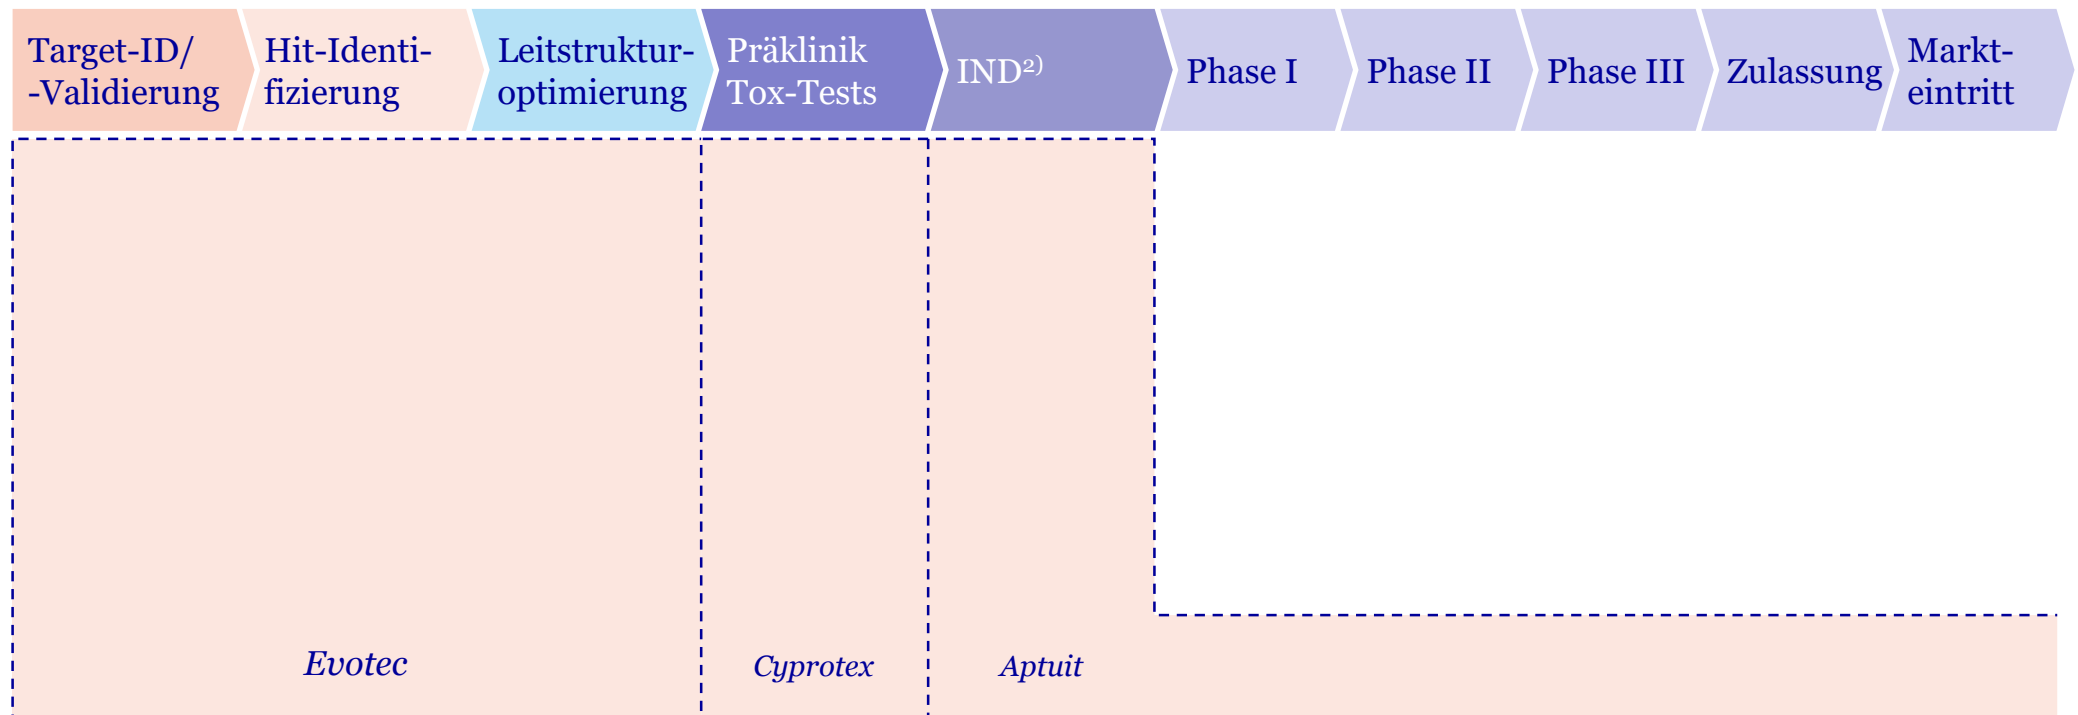 Target-ID/
-Validierung
Hit-Identi-
fizierung
Leitstruktur-
optimierung
Präklinik
Tox-Tests
IND²⁾
Phase I
Phase II
Phase III
Zulassung
Markt-
eintritt
Evotec
Cyprotex
Aptuit